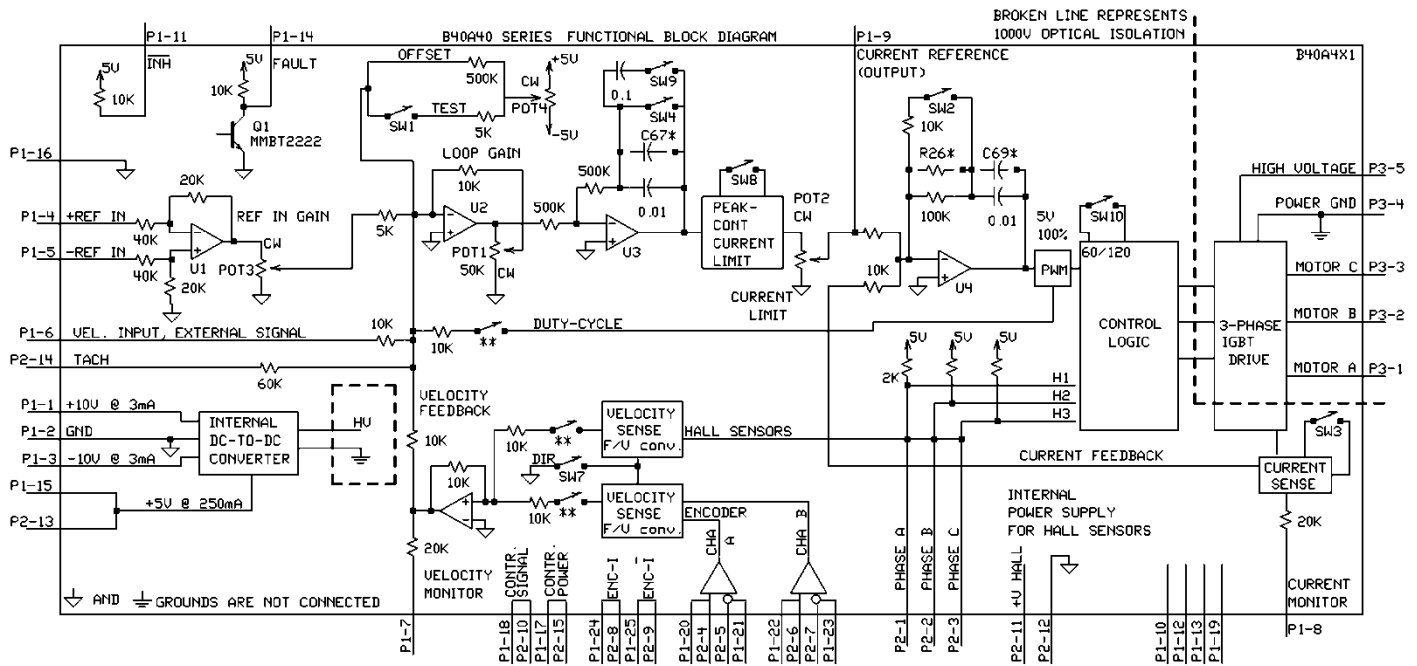 BROKEN LINE REPRESENTS
1000V OPTICAL ISOLATION
P1-11
P1-14
B40A40 SERIES FUNCTIONAL BLOCK DIAGRAM
P1-9
B40A4X1
INH
FAULT
OFFSET
CURRENT REFERENCE
(OUTPUT)
5V
10K
5V
10K
500K
CW
POT4
+5V
-5V
SW1
TEST
5K
0.1
SW9
SW4
C67*
0.01
SW2
10K
R26*
C69*
100K
0.01
Q1
MMBT2222
P1-16
LOOP GAIN
10K
U2
500K
500K
U3
SW8
PEAK-
CONT
CURRENT
LIMIT
POT2
CW
CURRENT
LIMIT
HIGH VOLTAGE
P3-5
POWER GND
P3-4
20K
P1-4
+REF IN
40K
REF IN GAIN
CW
5K
P1-5
-REF IN
40K
U1
POT3
20K
POT1
50K
CW
10K
U4
5V
100%
PWM
SW10
60/120
CONTROL
LOGIC
3-PHASE
IGBT
DRIVE
MOTOR C
P3-3
MOTOR B
P3-2
MOTOR A
P3-1
P1-6
VEL. INPUT, EXTERNAL SIGNAL
10K
10K
**
DUTY-CYCLE
P2-14
TACH
60K
5V
5V
5V
2K
H1
H2
H3
P1-1
+10V @ 3mA
P1-2
GND
P1-3
-10V @ 3mA
P1-15
P2-13
+5V @ 250mA
INTERNAL
DC-TO-DC
CONVERTER
HV
VELOCITY
FEEDBACK
10K
10K
10K
**
VELOCITY
SENSE
F/V conv.
HALL SENSORS
DIR
SW7
10K
**
VELOCITY
SENSE
F/V conv.
ENCODER
CHA A
CHA B
CURRENT FEEDBACK
SW3
CURRENT
SENSE
20K
20K
VELOCITY
MONITOR
CONTR.
SIGNAL
CONTR.
POWER
ENC-I
ENC-I
PHASE A
PHASE B
PHASE C
INTERNAL
POWER SUPPLY
FOR HALL SENSORS
+V HALL
CURRENT
MONITOR
AND
GROUNDS ARE NOT CONNECTED
P1-7
P1-18
P2-10
P1-17
P2-15
P1-24
P2-8
P1-25
P2-9
P1-20
P2-4
P2-5
P1-21
P1-22
P2-6
P2-7
P1-23
P2-1
P2-2
P2-3
P2-11
P2-12
P1-10
P1-12
P1-13
P1-19
P1-8